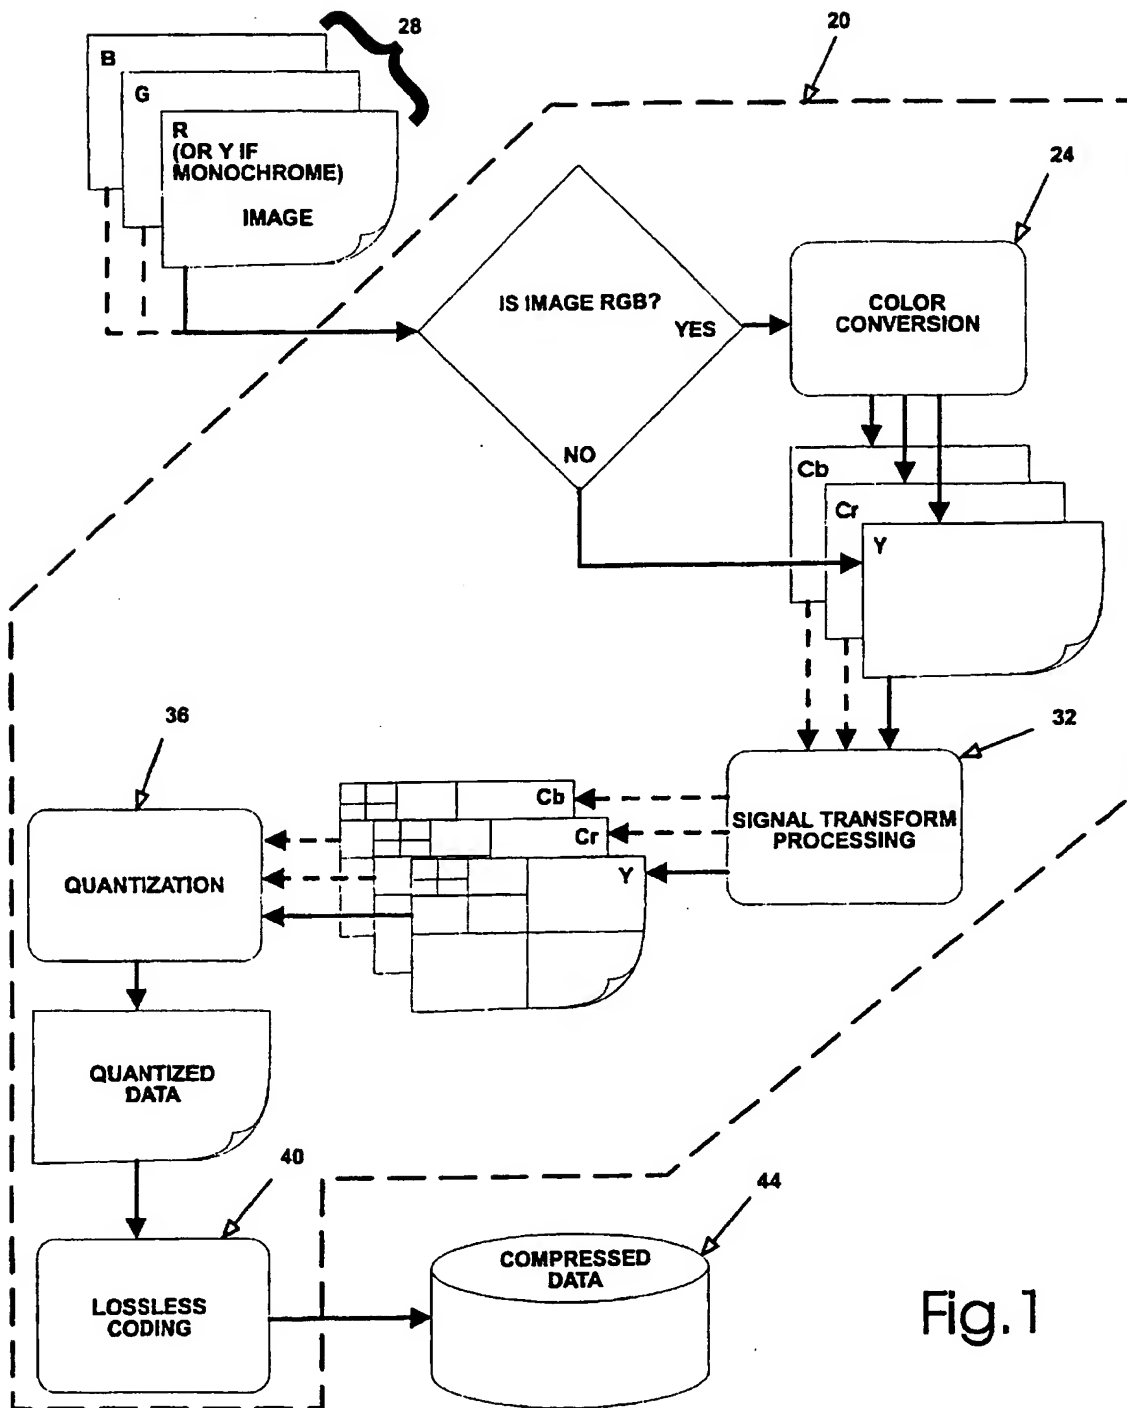 28
20
B
G
R
(OR Y IF
MONOCHROME)
IMAGE
24
IS IMAGE RGB?
YES
NO
COLOR
CONVERSION
Cb
Cr
Y
36
32
SIGNAL TRANSFORM
PROCESSING
Cb
Cr
Y
QUANTIZATION
QUANTIZED
DATA
40
44
LOSSLESS
CODING
COMPRESSED
DATA
Fig.1